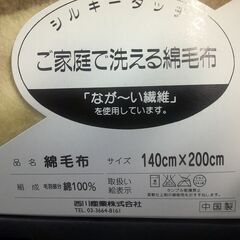 シルキータッチ
ご家庭で洗える綿毛布
「なが〜い繊維」
を使用しています。
品名 綿毛布 サイズ 140cm×200cm
組成 毛羽部分 綿100% 取扱い絵表示
西川産業株式会社
TEL 03-3664-8161
中国製